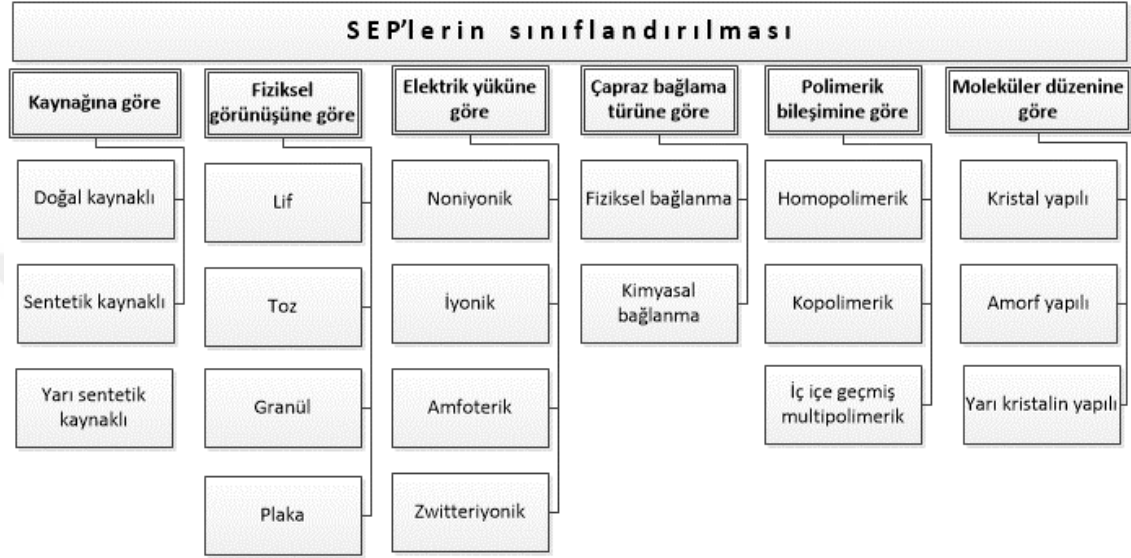 SEP'lerin sınıflandırılması
Kaynağına göre
Doğal kaynaklı
Sentetik kaynaklı
Yarı sentetik
kaynaklı
Fiziksel
görünüşüne göre
Lif
Toz
Granül
Plaka
Elektrik yüküne
göre
Noniyonik
İyonik
Amfoterik
Zwitteriyonik
Çapraz bağlama
türüne göre
Fiziksel bağlanma
Kimyasal
bağlanma
Polimerik
bileşimine göre
Homopolimerik
Kopolimerik
İç içe geçmiş
multipolimerik
Moleküler düzenine
göre
Kristal yapılı
Amorf yapılı
Yarı kristalin yapılı